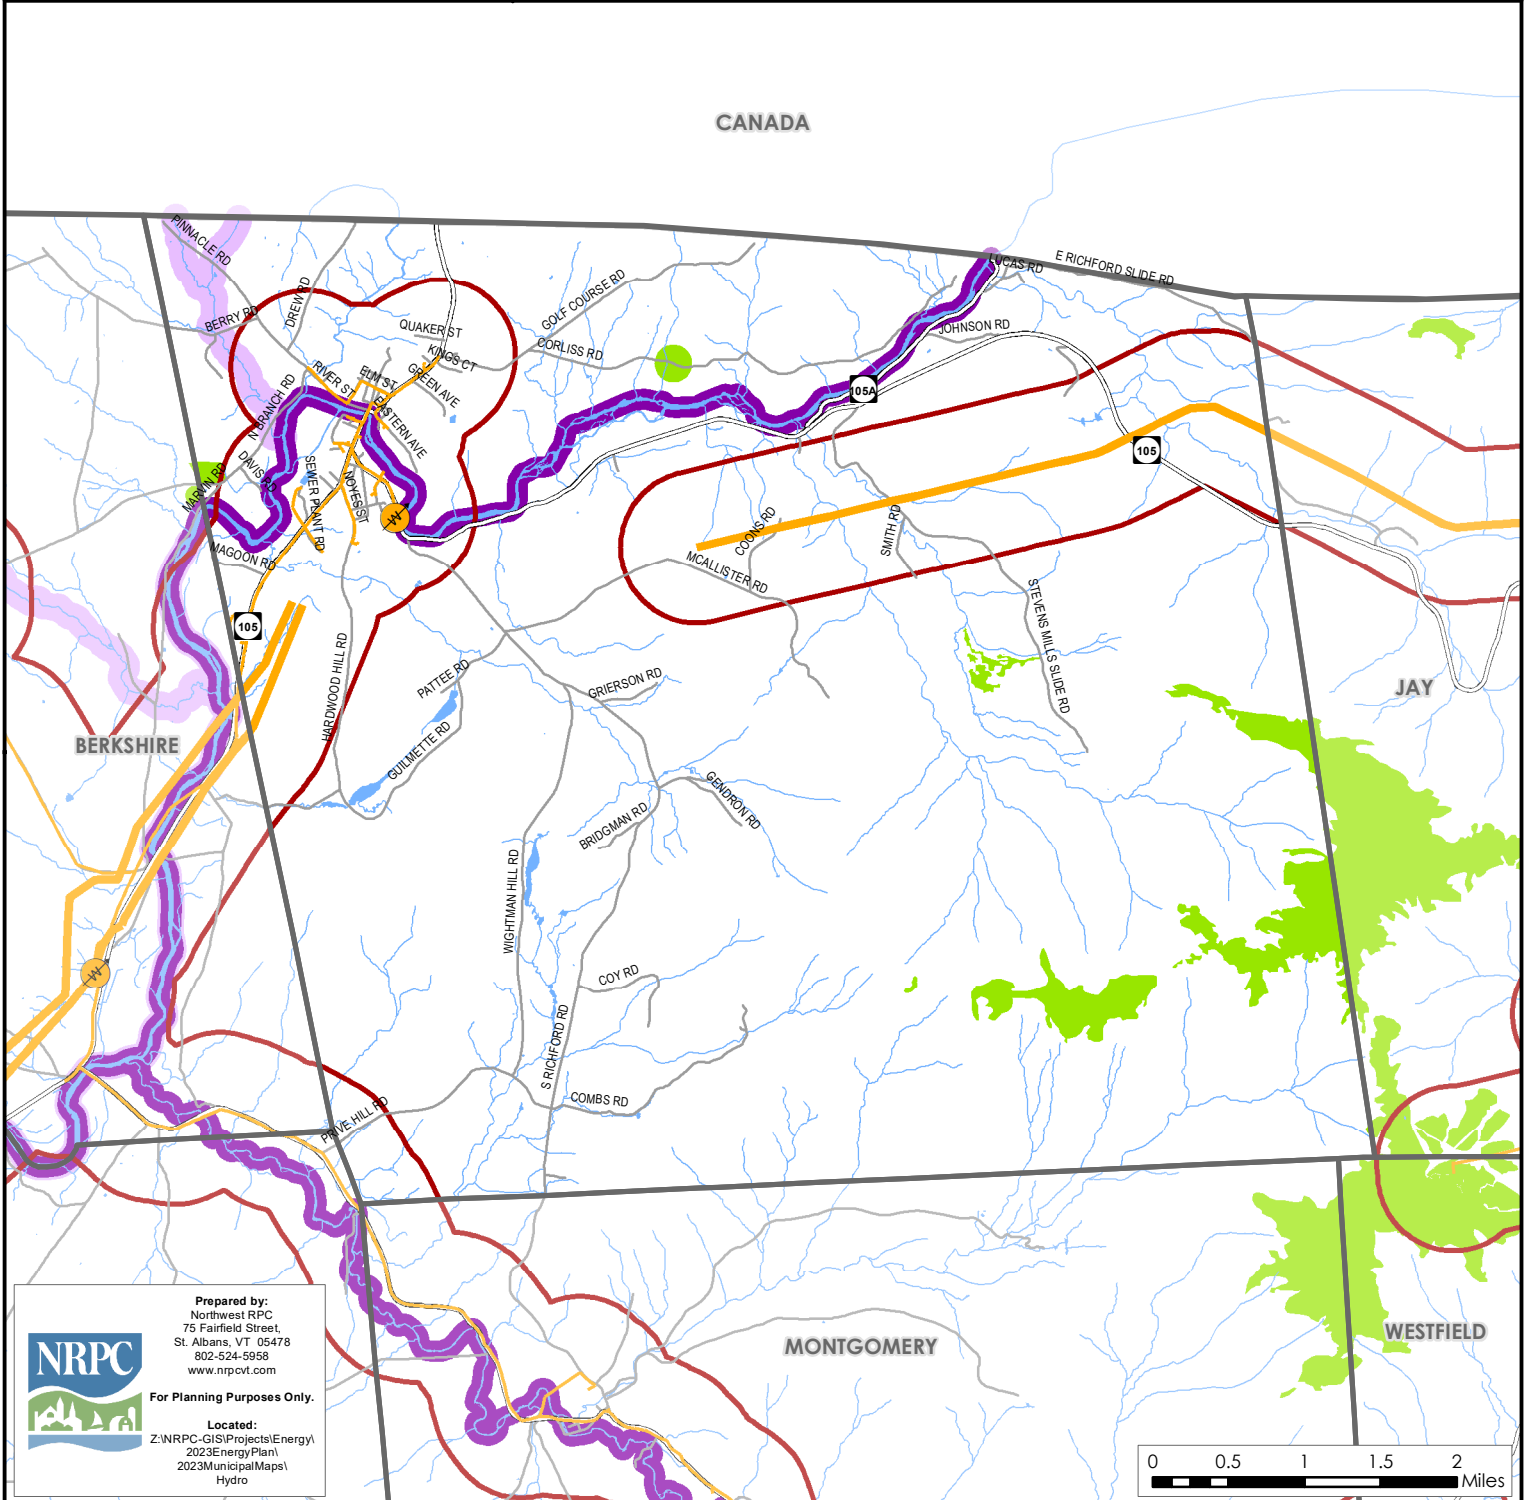 CANADA
PINNACLE RD
LUCAS RD
E RICHFORD SLIDE RD
DREW RD
BERRY RD
GOLF COURSE RD
QUAKER ST
JOHNSON RD
KINGS CT
CORLISS RD
RIVER ST
ELM ST
GREEN AVE
105A
N BRANCH RD
EASTERN AVE
105
DAVIS RD
MARVIN RD
SEWER PLANT RD
NOYES ST
W
COONS RD
SMITH RD
MAGOON RD
MCALLISTER RD
STEVENS MILLS SLIDE RD
105
HARDWOOD HILL RD
PATTEE RD
GRIERSON RD
JAY
BERKSHIRE
GUILMETTE RD
GENDRON RD
BRIDGMAN RD
WIGHTMAN HILL RD
W
COY RD
S RICHFORD RD
COMBS RD
PRIVE HILL RD
MONTGOMERY
WESTFIELD
Prepared by:
Northwest RPC
75 Fairfield Street,
St. Albans, VT 05478
802-524-5958
www.nrpcvt.com
NRPC
For Planning Purposes Only.
Located:
Z:\NRPC-GIS\Projects\Energy\
2023EnergyPlan\
2023MunicipalMaps\
Hydro
0 0.5 1 1.5 2
Miles